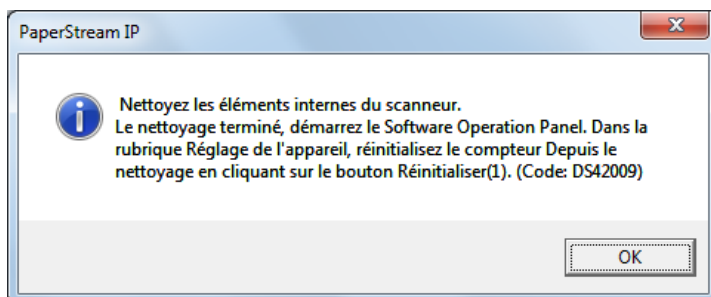 PaperStream IP
Nettoyez les éléments internes du scanneur.
Le nettoyage terminé, démarrez le Software Operation Panel. Dans la
rubrique Réglage de l'appareil, réinitialisez le compteur Depuis le
nettoyage en cliquant sur le bouton Réinitialiser(1). (Code: DS42009)
OK